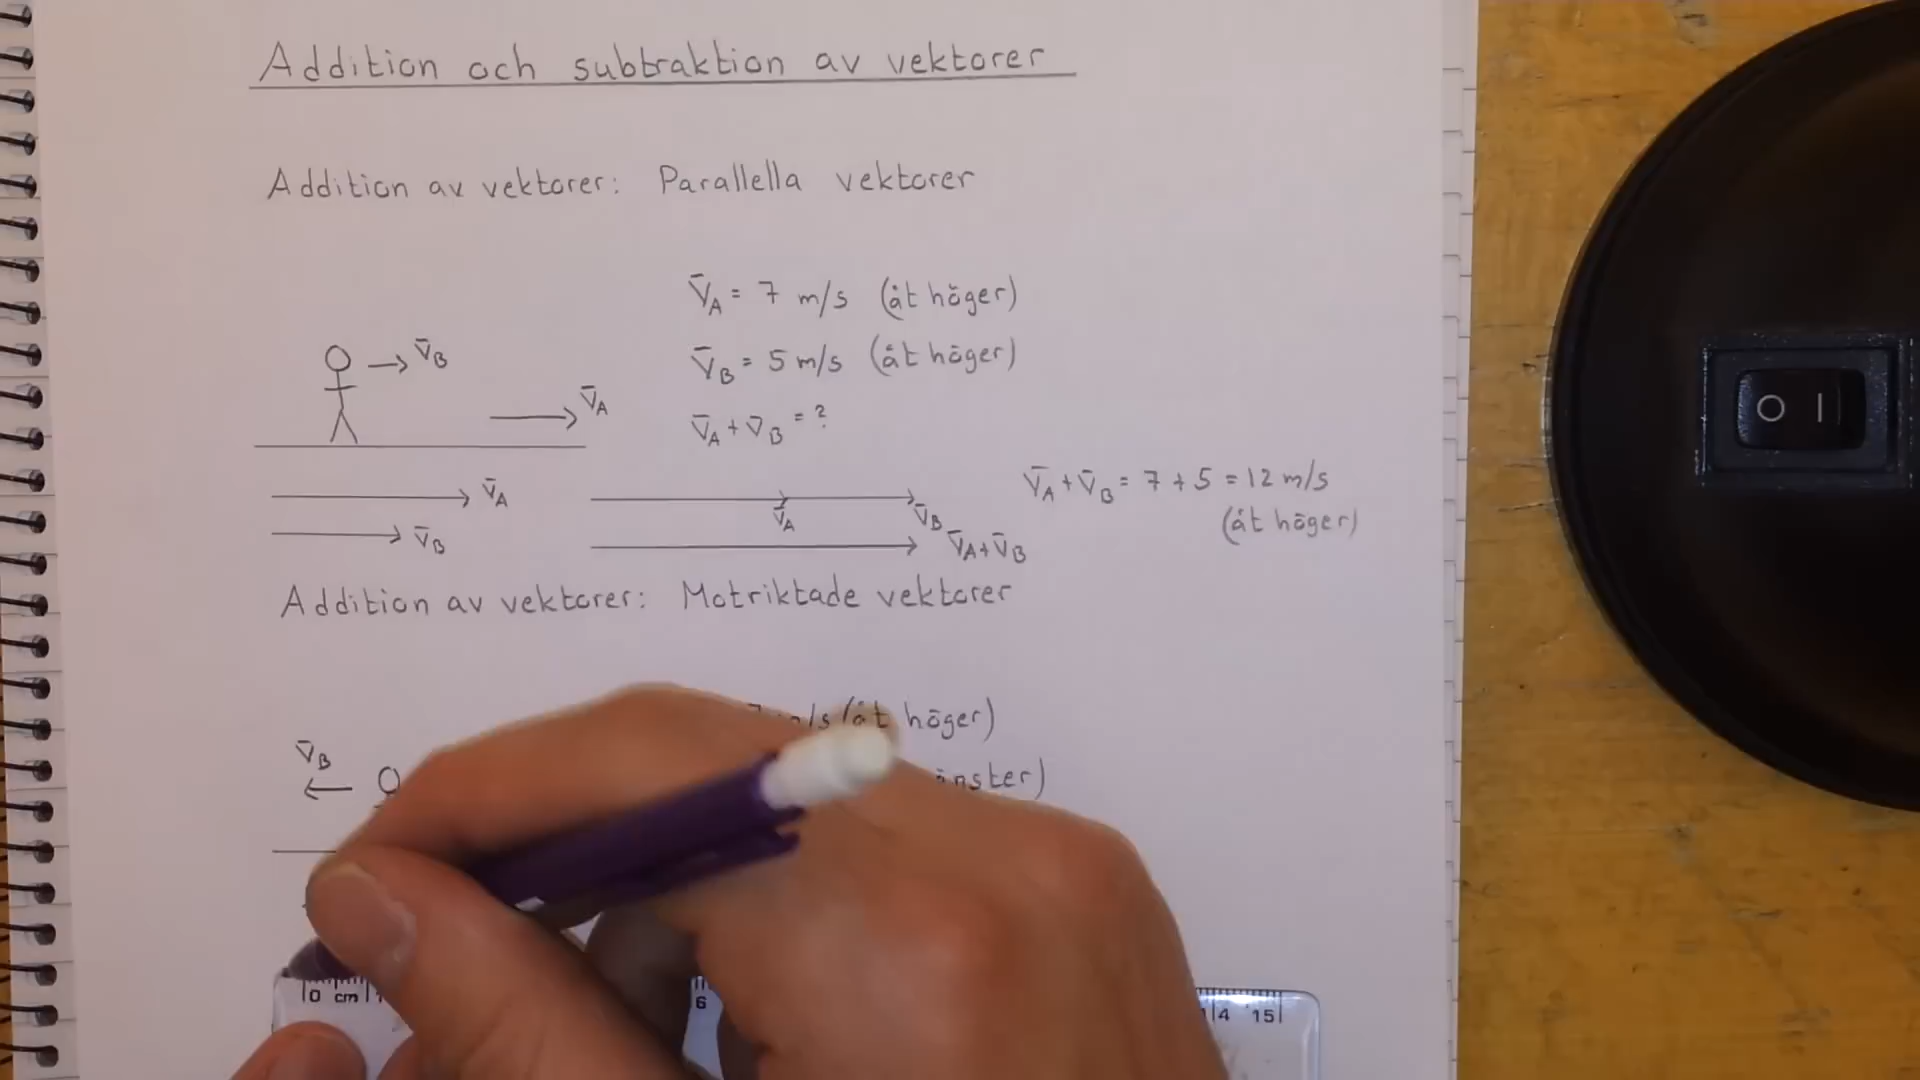 Addition och subtraktion av vektorer
Addition av vektorer: Parallella vektorer
v̄A = 7 m/s (åt höger)
v̄B = 5 m/s (åt höger)
v̄A + v̄B = ?
v̄B
v̄A
v̄A
v̄B
v̄A
v̄B
v̄A+v̄B
v̄A + v̄B = 7 + 5 = 12 m/s
(åt höger)
Addition av vektorer: Motriktade vektorer
m/s (åt höger)
v̄B
0 cm
6
14 15
O I